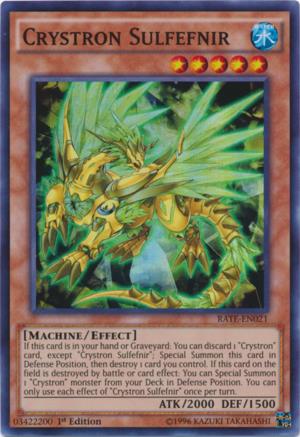 CRYSTRON SULFEFNIR
WATER
水
RATE-EN021
[MACHINE/EFFECT]
If this card is in your hand or Graveyard: You can discard 1 "Crystron"
card, except "Crystron Sulfefnir"; Special Summon this card in
Defense Position, then destroy 1 card you control. If this card on the
field is destroyed by battle or card effect: You can Special Summon
1 "Crystron" monster from your Deck in Defense Position. You can
only use each effect of "Crystron Sulfefnir" once per turn.
ATK/2000 DEF/1500
03422200 1st Edition ©1996 KAZUKI TAKAHASHI